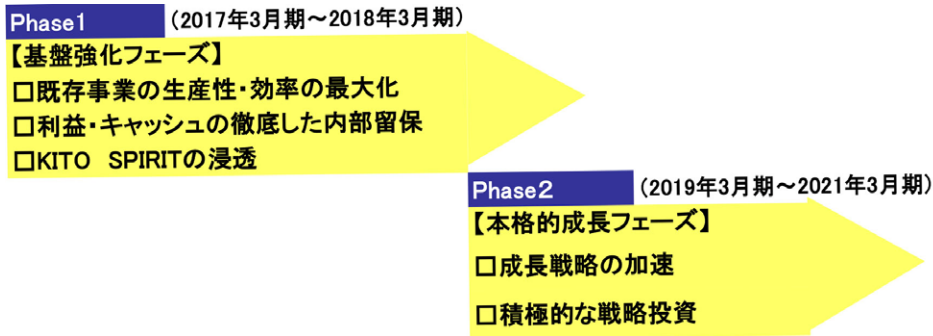 Phase1 (2017年3月期～2018年3月期)
【基盤強化フェーズ】
□既存事業の生産性・効率の最大化
□利益・キャッシュの徹底した内部留保
□KITO　SPIRITの浸透
Phase2 (2019年3月期～2021年3月期)
【本格的成長フェーズ】
□成長戦略の加速
□積極的な戦略投資